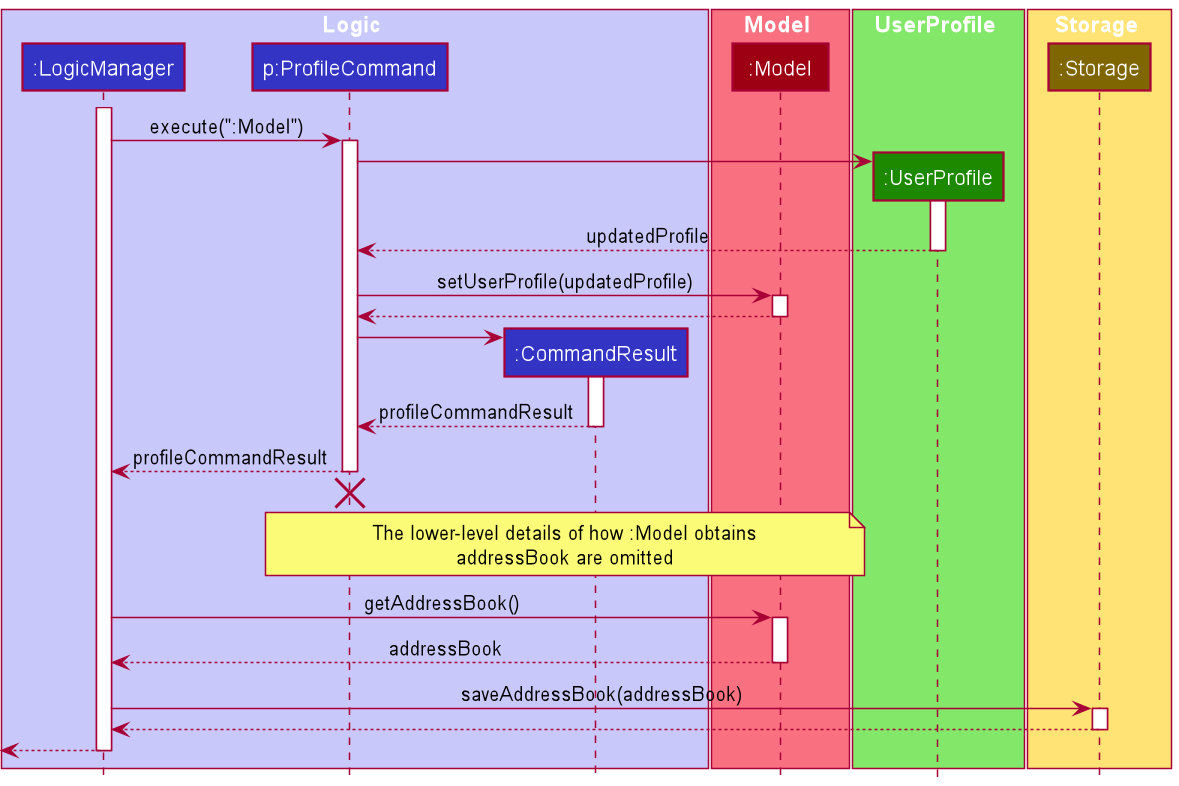 Logic
Model
UserProfile
Storage
:LogicManager
p:ProfileCommand
:Model
:Storage
execute(":Model")
:UserProfile
updatedProfile
setUserProfile(updatedProfile)
:CommandResult
profileCommandResult
profileCommandResult
The lower-level details of how :Model obtains
addressBook are omitted
getAddressBook()
addressBook
saveAddressBook(addressBook)